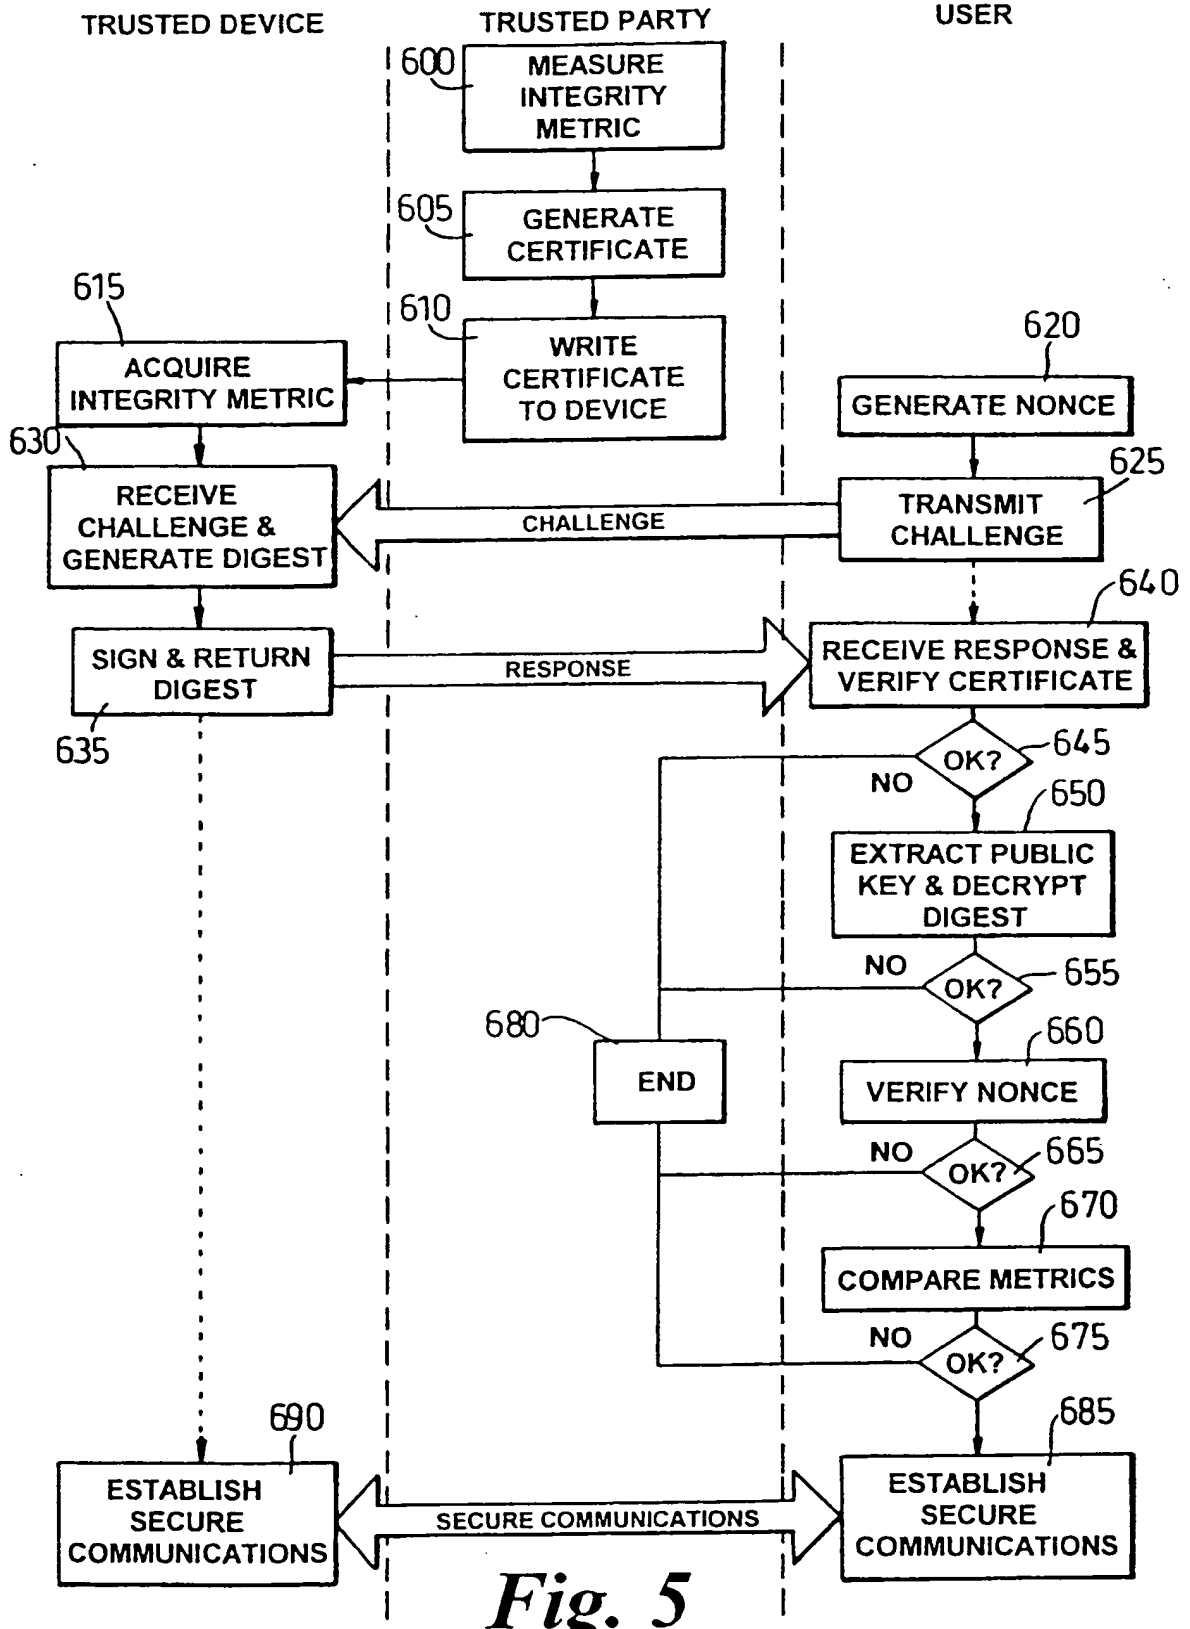 TRUSTED DEVICE
TRUSTED PARTY
USER
600
MEASURE
INTEGRITY
METRIC
605
GENERATE
CERTIFICATE
610
WRITE
CERTIFICATE
TO DEVICE
615
ACQUIRE
INTEGRITY METRIC
620
GENERATE NONCE
630
RECEIVE
CHALLENGE &
GENERATE DIGEST
CHALLENGE
625
TRANSMIT
CHALLENGE
SIGN & RETURN
DIGEST
635
RESPONSE
640
RECEIVE RESPONSE &
VERIFY CERTIFICATE
OK?
645
NO
650
EXTRACT PUBLIC
KEY & DECRYPT
DIGEST
NO
OK?
655
680
END
660
VERIFY NONCE
NO
OK?
665
670
COMPARE METRICS
NO
OK?
675
690
ESTABLISH
SECURE
COMMUNICATIONS
SECURE COMMUNICATIONS
685
ESTABLISH
SECURE
COMMUNICATIONS
Fig. 5